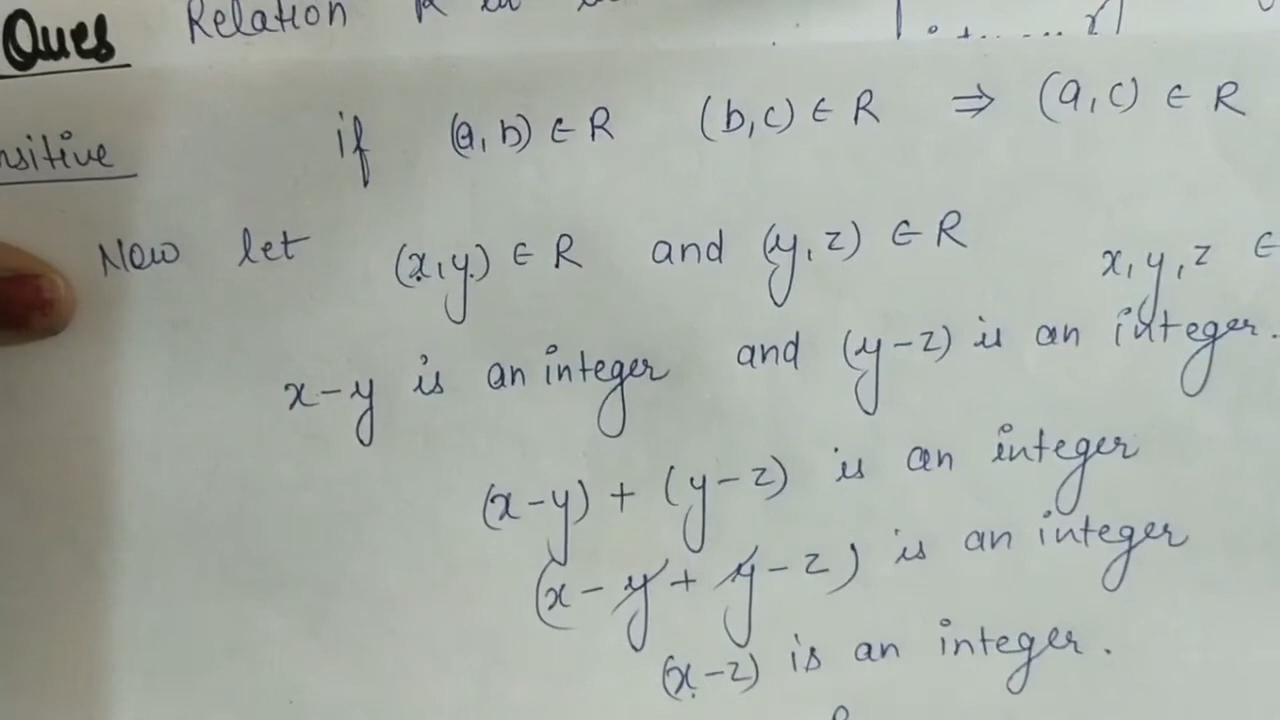 Ques Relation R in
if (a,b) ∈ R (b,c) ∈ R ⇒ (a,c) ∈ R
nsitive
Now let (x,y) ∈ R and (y,z) ∈ R x,y,z ∈
x-y is an integer and (y-z) is an integer.
(x-y) + (y-z) is an integer
(x-y+y-z) is an integer
(x-z) is an integer.